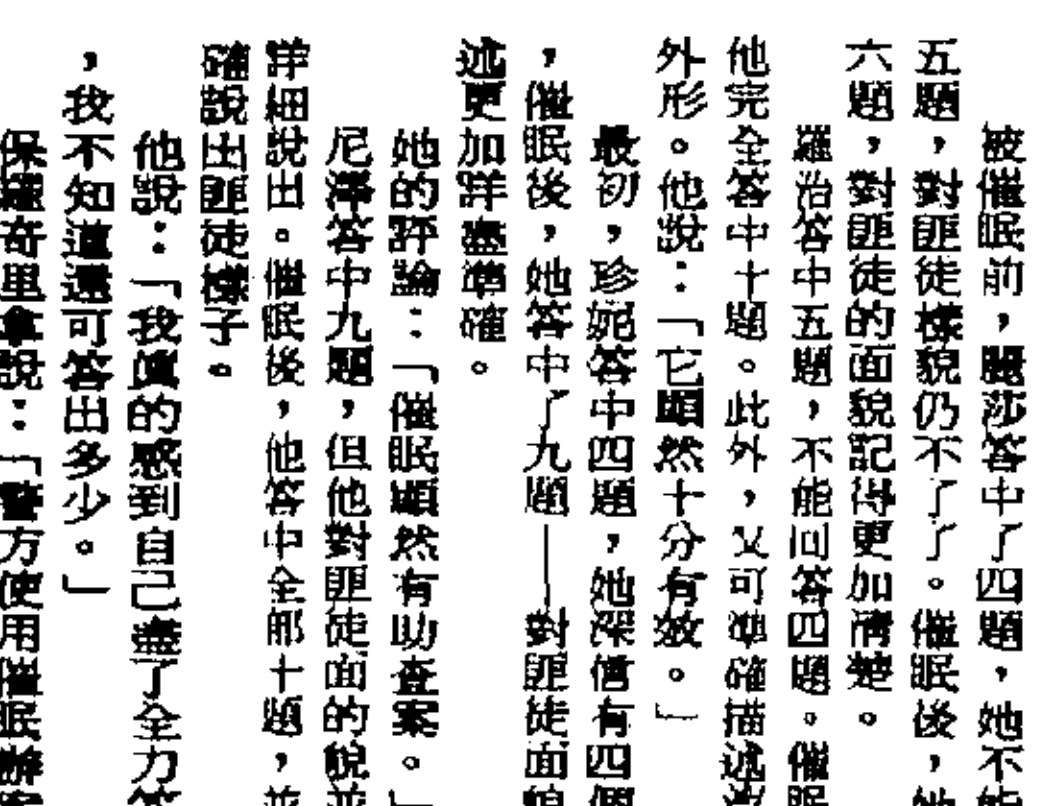 被催眠前，麗莎答中了四題，她不能
五題，對匪徒樣貌仍不了了。催眠後，她
六題，對匪徒的面貌記得更加清楚。
羅治答中五題，不能回答四題。催眠
他完全答中十題。此外，又可準確描述
外形。他說：「它顯然十分有效。」
最初，珍妮答中四題，她深信有四個
，催眠後，她答中了九題——對匪徒面貌
述更加詳盡準確。
她的評論：「催眠顯然有助查案。」
尼澤答中九題，但他對匪徒面的貌並
詳細說出。催眠後，他答中全部十題，並
確說出匪徒樣子。
他說：「我真的感到自己盡了全力答
，我不知道還可答出多少。」
保羅奇里拿說：「警方使用催眠辦案